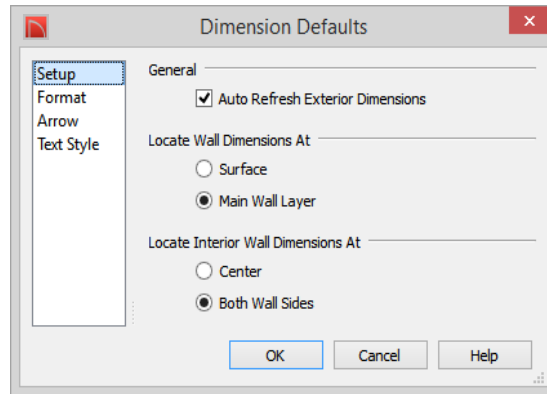 Dimension Defaults
Setup
Format
Arrow
Text Style
General
Auto Refresh Exterior Dimensions
Locate Wall Dimensions At
Surface
Main Wall Layer
Locate Interior Wall Dimensions At
Center
Both Wall Sides
OK Cancel Help